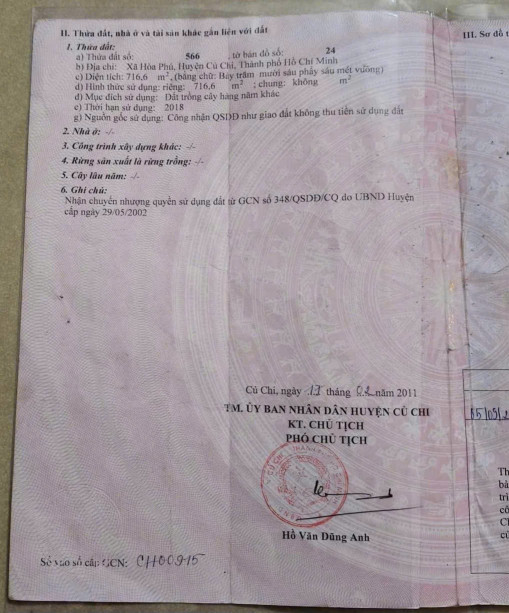 II. Thửa đất, nhà ở và tài sản khác gắn liền với đất
1. Thửa đất:
a) Thửa đất số: 566 , tờ bản đồ số: 24
b) Địa chỉ: Xã Hòa Phú, Huyện Củ Chi, Thành phố Hồ Chí Minh
c) Diện tích: 716,6 m², (bằng chữ: Bảy trăm mười sáu phẩy sáu mét vuông)
d) Hình thức sử dụng: riêng: 716,6 m² ; chung: không m²
đ) Mục đích sử dụng: Đất trồng cây hàng năm khác
e) Thời hạn sử dụng: 2018
g) Nguồn gốc sử dụng: Công nhận QSDĐ như giao đất không thu tiền sử dụng đất
2. Nhà ở: -/-
3. Công trình xây dựng khác: -/-
4. Rừng sản xuất là rừng trồng: -/-
5. Cây lâu năm: -/-
6. Ghi chú:
Nhận chuyển nhượng quyền sử dụng đất từ GCN số 348/QSDĐ/CQ do UBND Huyện
cấp ngày 29/05/2002
Củ Chi, ngày 17 tháng 02 năm 2011
TM. ỦY BAN NHÂN DÂN HUYỆN CỦ CHI
KT. CHỦ TỊCH
PHÓ CHỦ TỊCH
Hồ Văn Dũng Anh
Số vào sổ cấp GCN: CH00915
III. Sơ đồ t
Th
bả
trì
cô
C
cứ